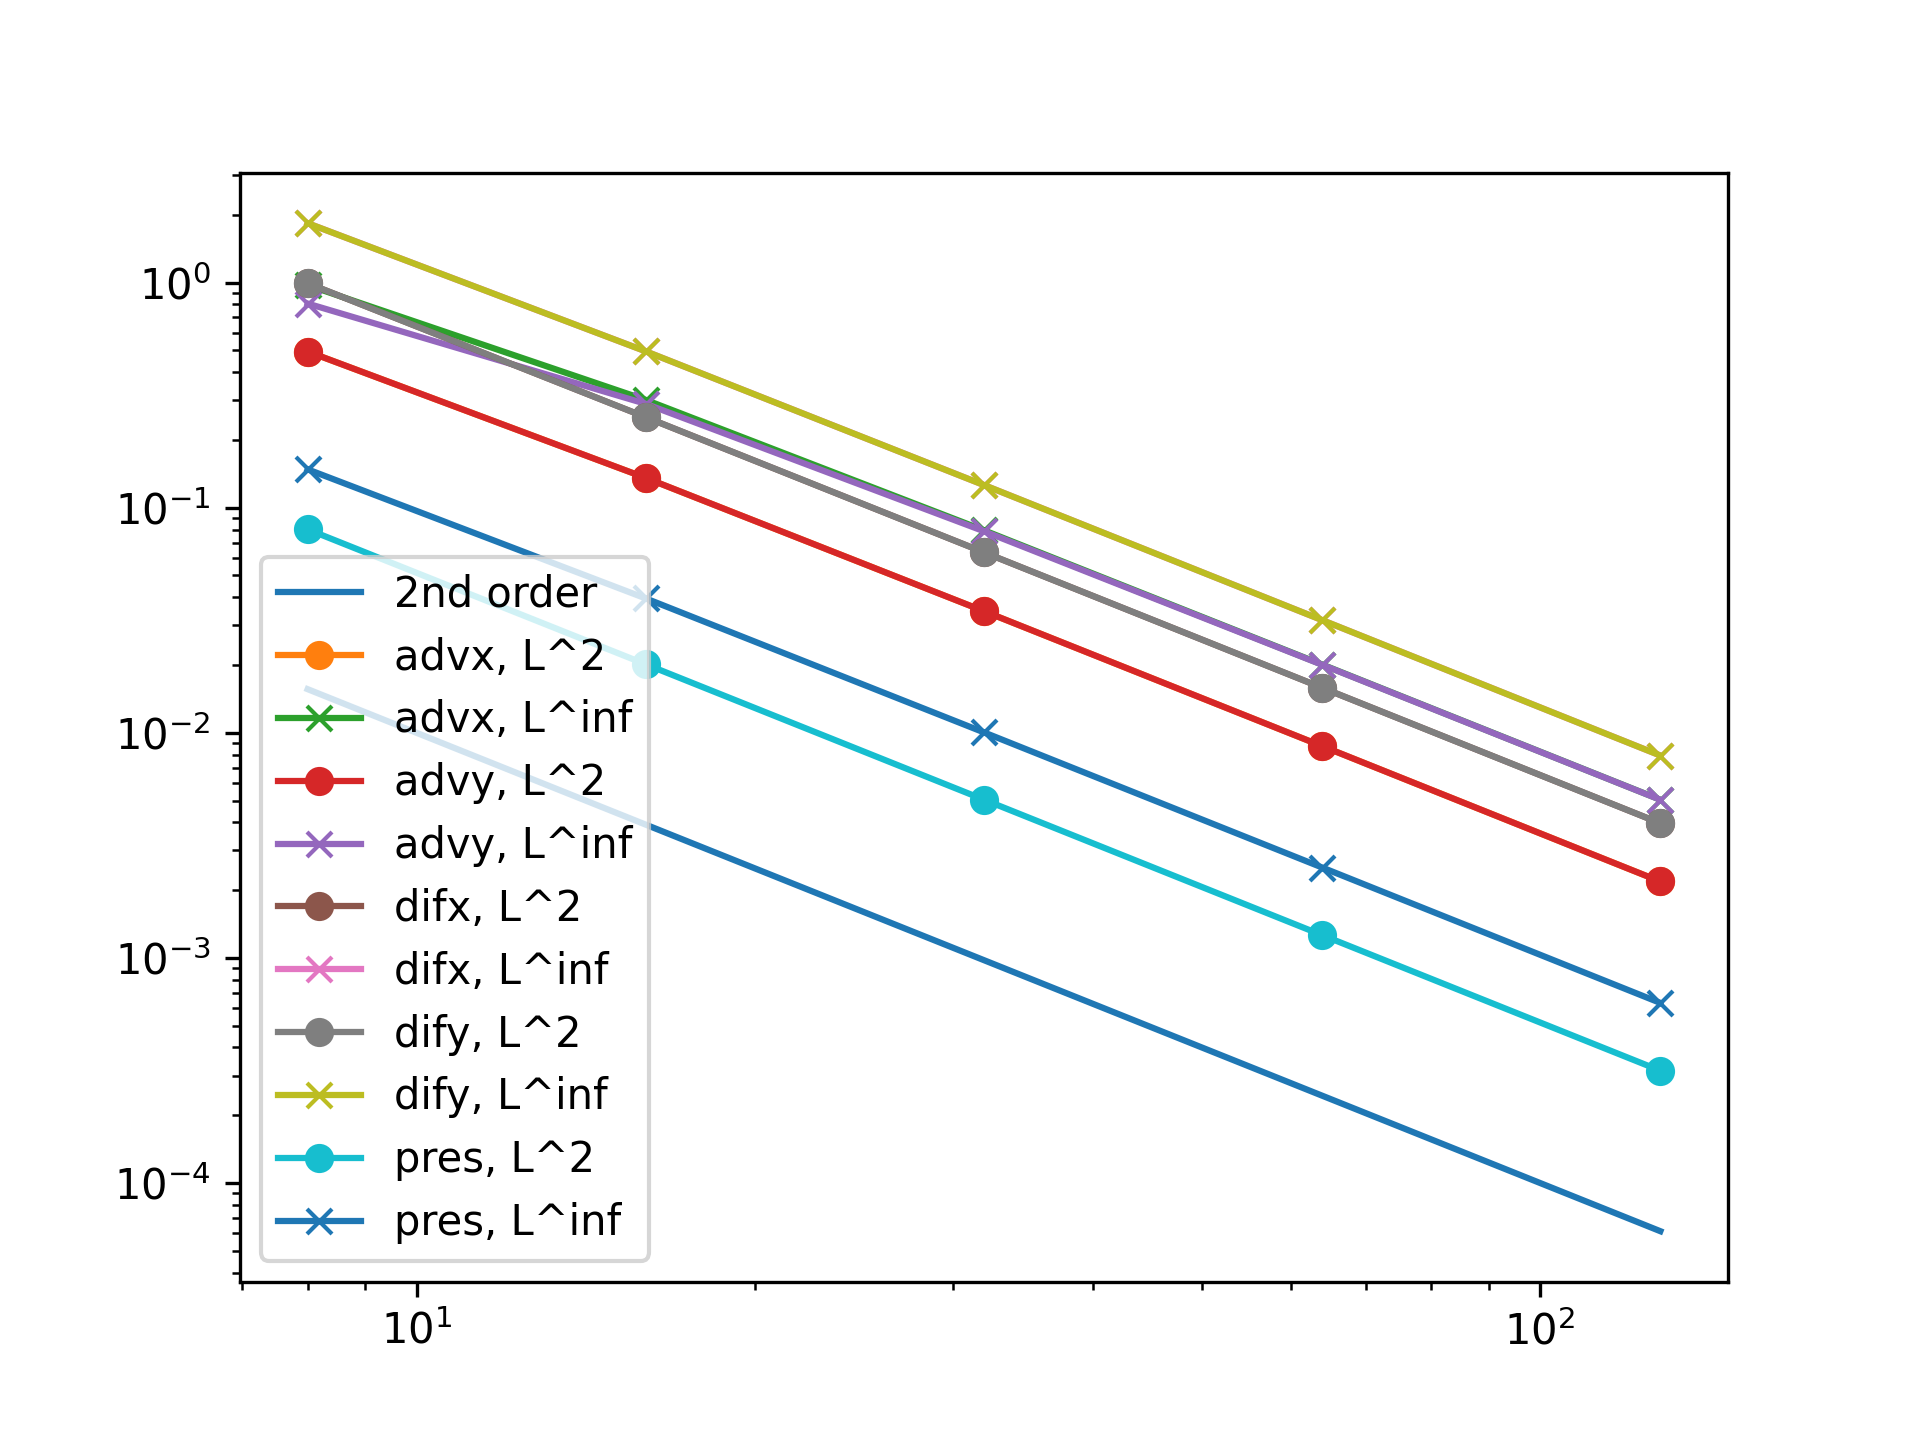 10^0
10^−1
10^−2
10^−3
10^−4
2nd order
advx, L^2
advx, L^inf
advy, L^2
advy, L^inf
difx, L^2
difx, L^inf
dify, L^2
dify, L^inf
pres, L^2
pres, L^inf
10^1 10^2